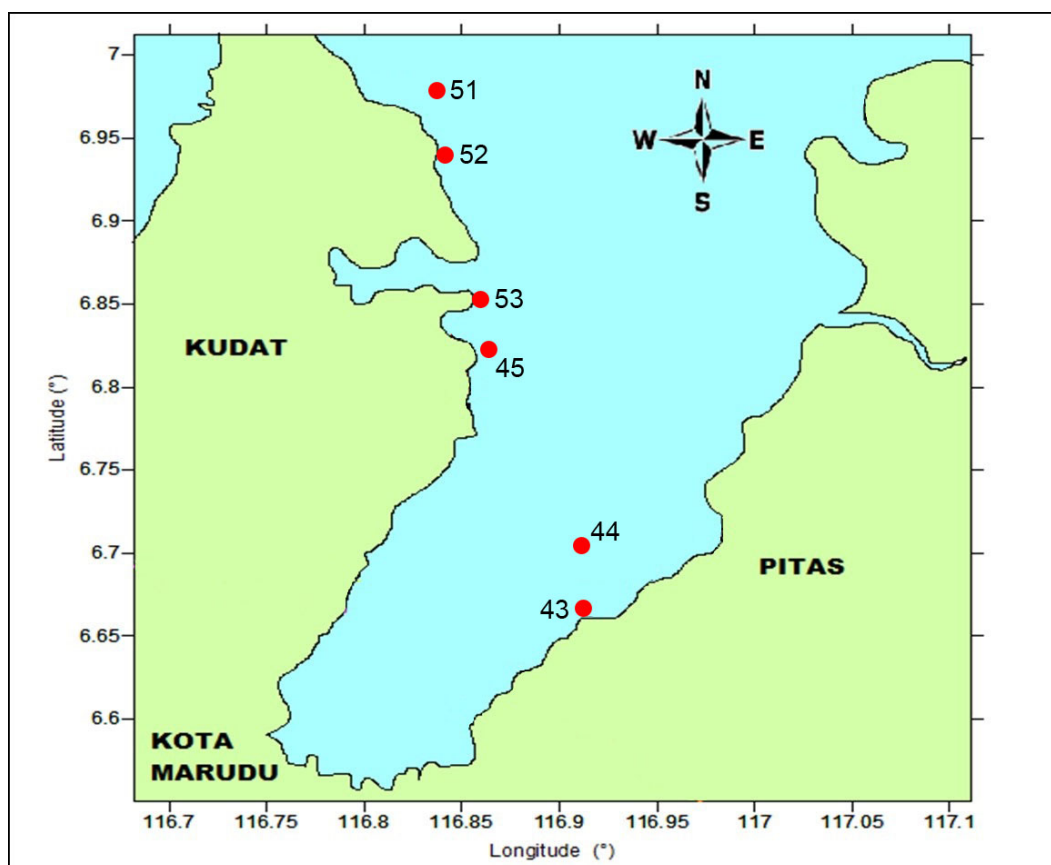 7
6.95
6.9
6.85
6.8
6.75
6.7
6.65
6.6
Latitude (°)
51
52
N
W E
S
53
KUDAT
45
44
PITAS
43
KOTA
MARUDU
116.7 116.75 116.8 116.85 116.9 116.95 117 117.05 117.1
Longitude (°)